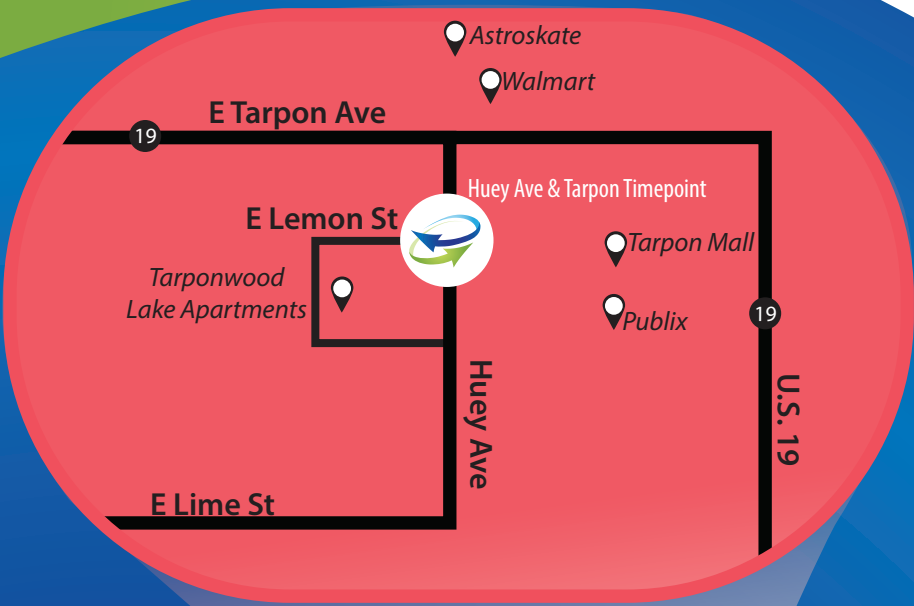 Astroskate
Walmart
E Tarpon Ave
19
Huey Ave & Tarpon Timepoint
E Lemon St
Tarpon Mall
Tarponwood
Lake Apartments
Publix
19
Huey Ave
U.S. 19
E Lime St